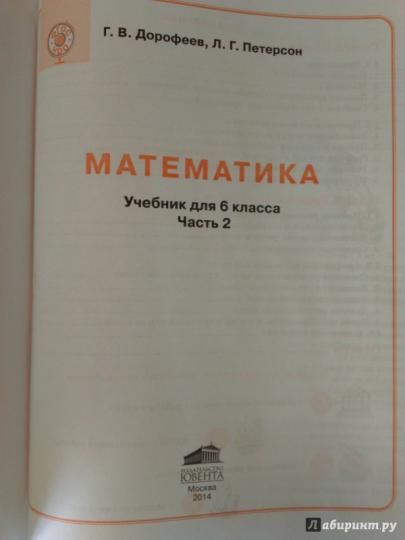 Г. В. Дорофеев, Л. Г. Петерсон
МАТЕМАТИКА
Учебник для 6 класса
Часть 2
ИЗДАТЕЛЬСТВО
ЮВЕНТА
Москва
2014
Лабиринт.ру